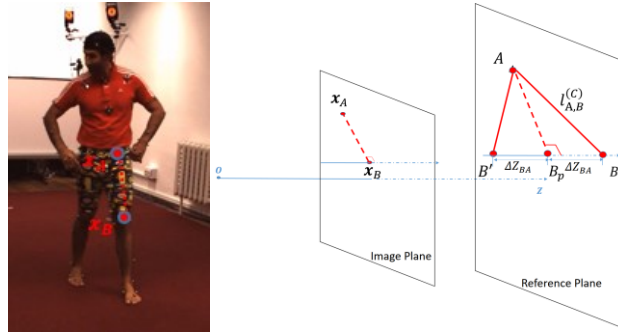 x_A
x_B
o
x_A
x_B
Image Plane
A
l_{A,B}^{(C)}
B'
ΔZ_{BA}
B_p
ΔZ_{BA}
B
z
Reference Plane